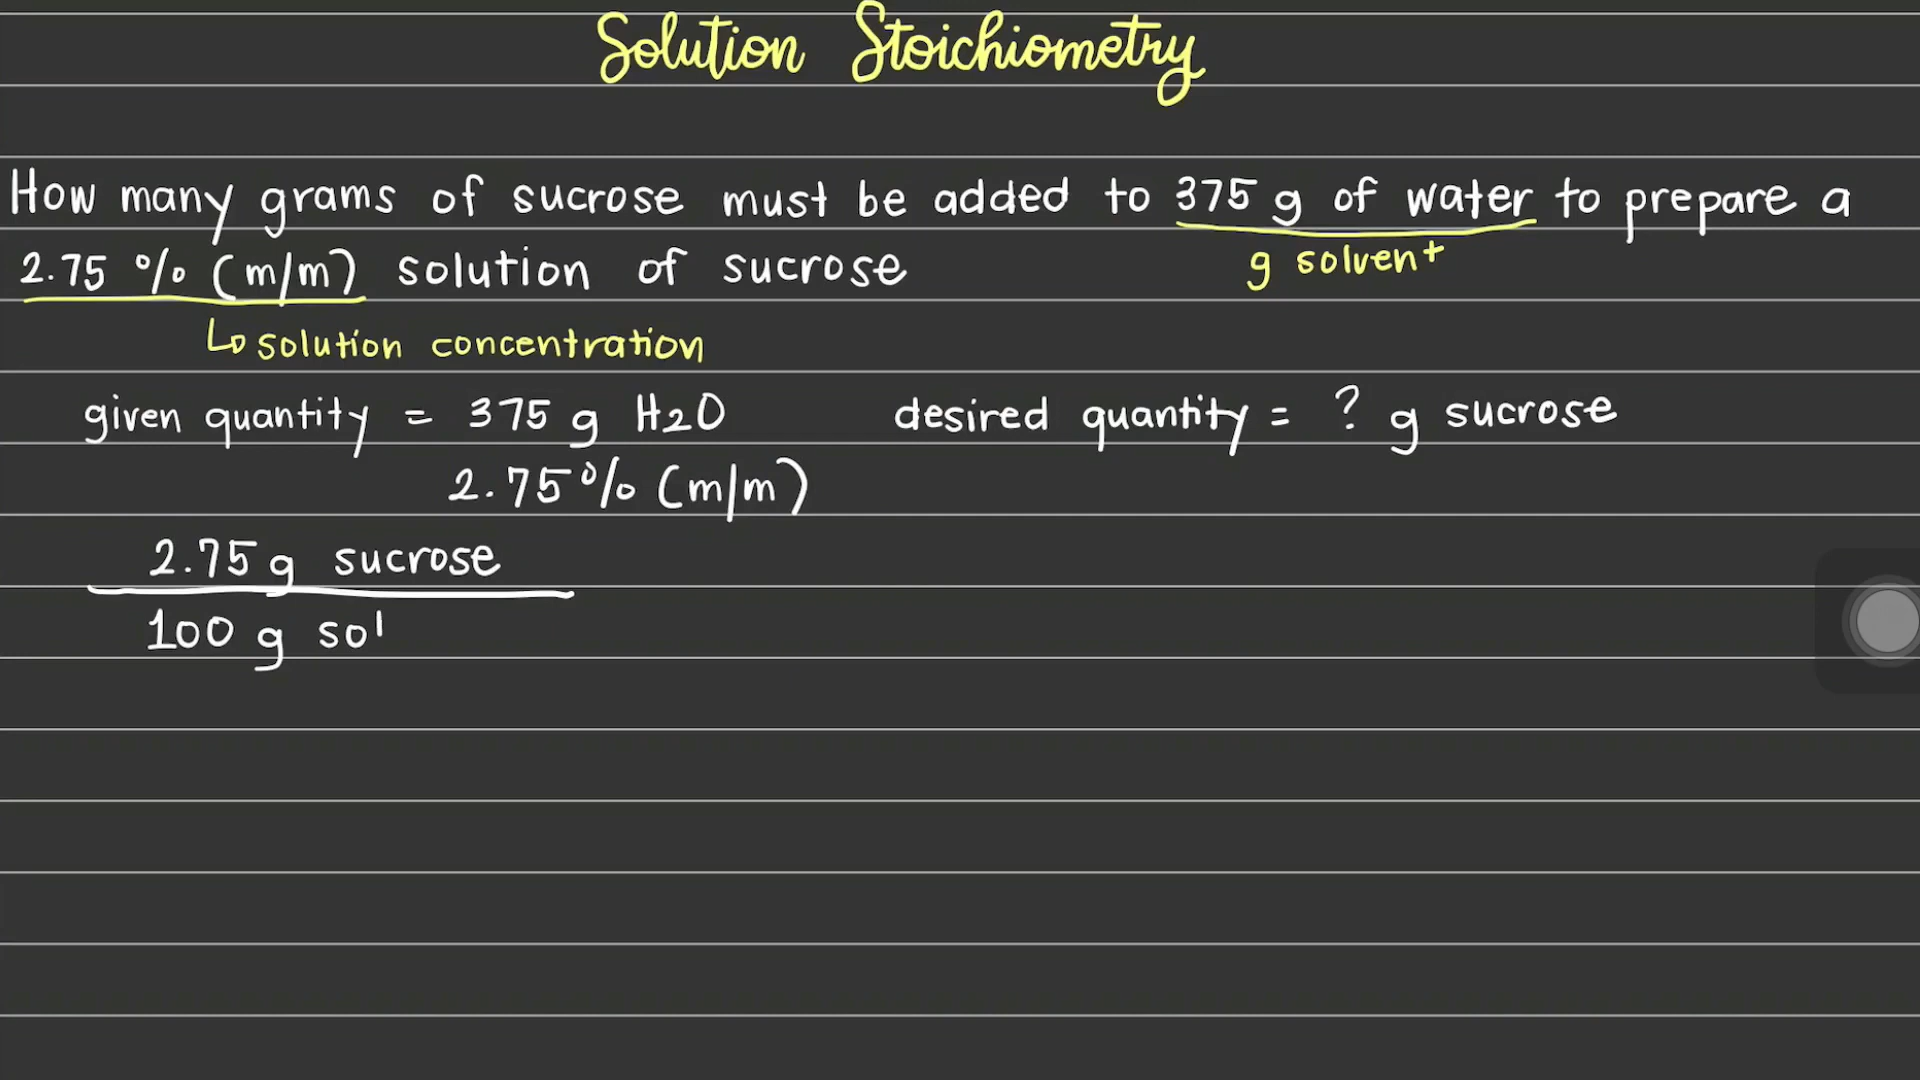 Solution Stoichiometry
How many grams of sucrose must be added to 375 g of water to prepare a
2.75 % (m/m) solution of sucrose
g solvent
↳ solution concentration
given quantity = 375 g H2O desired quantity = ? g sucrose
2.75% (m/m)
2.75 g sucrose
100 g sol